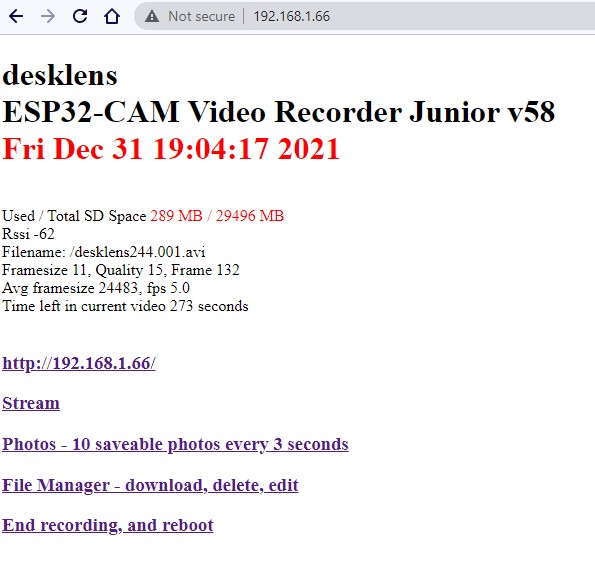 Not secure | 192.168.1.66
desklens
ESP32-CAM Video Recorder Junior v58
Fri Dec 31 19:04:17 2021
Used / Total SD Space 289 MB / 29496 MB
Rssi -62
Filename: /desklens244.001.avi
Framesize 11, Quality 15, Frame 132
Avg framesize 24483, fps 5.0
Time left in current video 273 seconds
http://192.168.1.66/
Stream
Photos - 10 saveable photos every 3 seconds
File Manager - download, delete, edit
End recording, and reboot